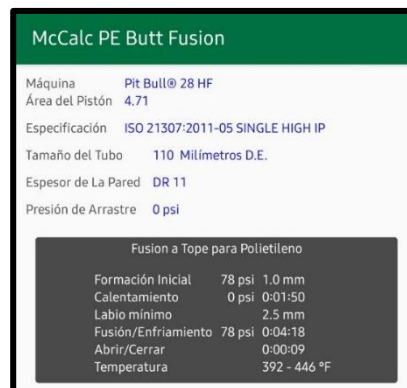 McCalc PE Butt Fusion
Máquina Pit Bull® 28 HF
Área del Pistón 4.71
Especificación ISO 21307:2011-05 SINGLE HIGH IP
Tamaño del Tubo 110 Milímetros D.E.
Espesor de La Pared DR 11
Presión de Arrastre 0 psi
Fusion a Tope para Polietileno
Formación Inicial 78 psi 1.0 mm
Calentamiento 0 psi 0:01:50
Labio mínimo 2.5 mm
Fusión/Enfriamiento 78 psi 0:04:18
Abrir/Cerrar 0:00:09
Temperatura 392 - 446 ºF